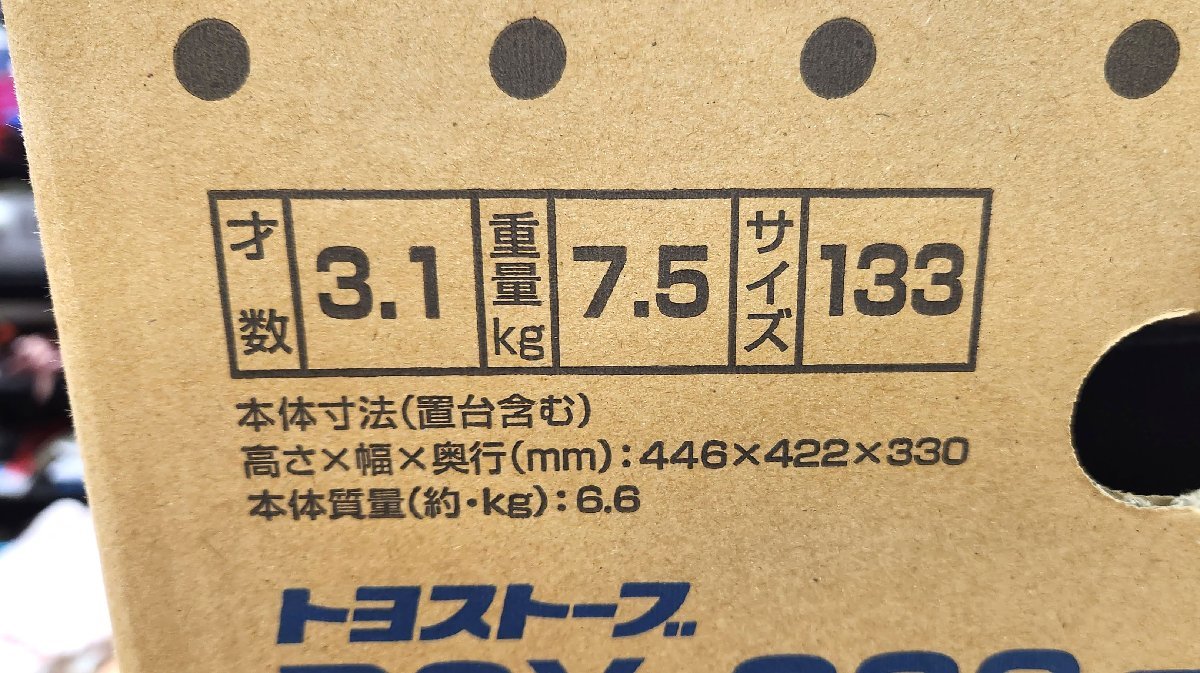 才数 3.1 重量kg 7.5 サイズ 133
本体寸法(置台含む)
高さ×幅×奥行(mm):446×422×330
本体質量(約・kg):6.6
トヨストーブ